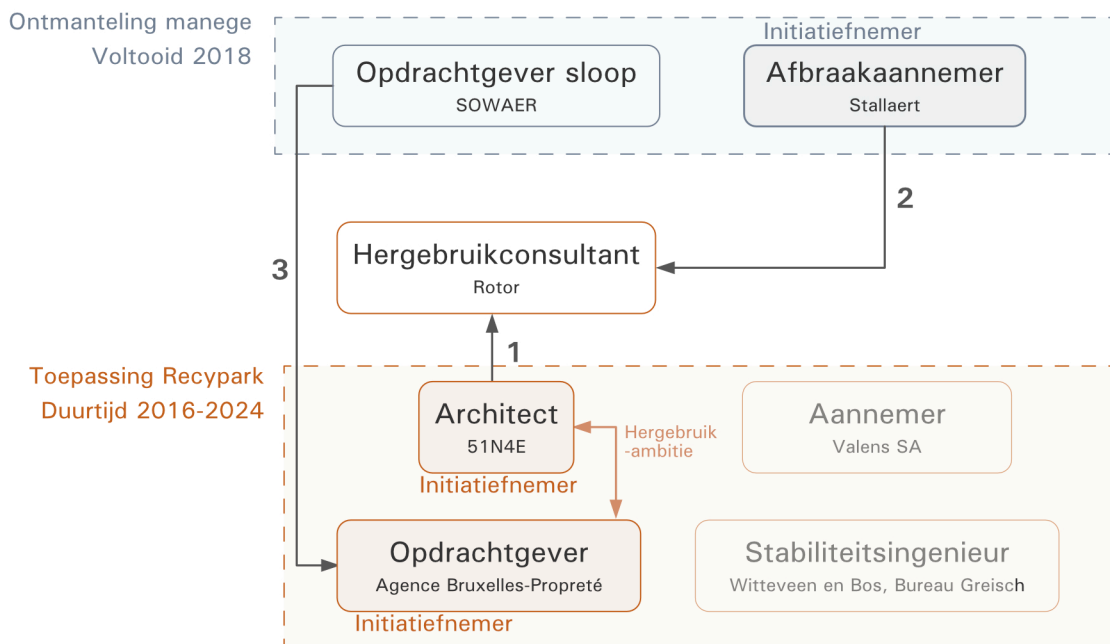 Ontmanteling manege
Voltooid 2018
Initiatiefnemer
Opdrachtgever sloop
SOWAER
Afbraakaannemer
Stallaert
2
Hergebruikconsultant
Rotor
3
1
Toepassing Recypark
Duurtijd 2016-2024
Architect
51N4E
Initiatiefnemer
Hergebruik
-ambitie
Aannemer
Valens SA
Opdrachtgever
Agence Bruxelles-Propreté
Initiatiefnemer
Stabiliteitsingenieur
Witteveen en Bos, Bureau Greisch